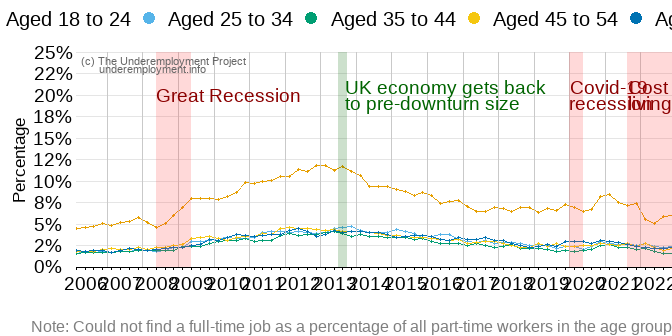 Aged 18 to 24 Aged 25 to 34 Aged 35 to 44 Aged 45 to 54
(c) The Underemployment Project
underemployment.info
Great Recession
UK economy gets back
to pre-downturn size
Covid-19
recession
Cost
living
Percentage
25%
22%
20%
18%
15%
12%
10%
8%
5%
2%
0%
2006 2007 2008 2009 2010 2011 2012 2013 2014 2015 2016 2017 2018 2019 2020 2021 2022
Note: Could not find a full-time job as a percentage of all part-time workers in the age group